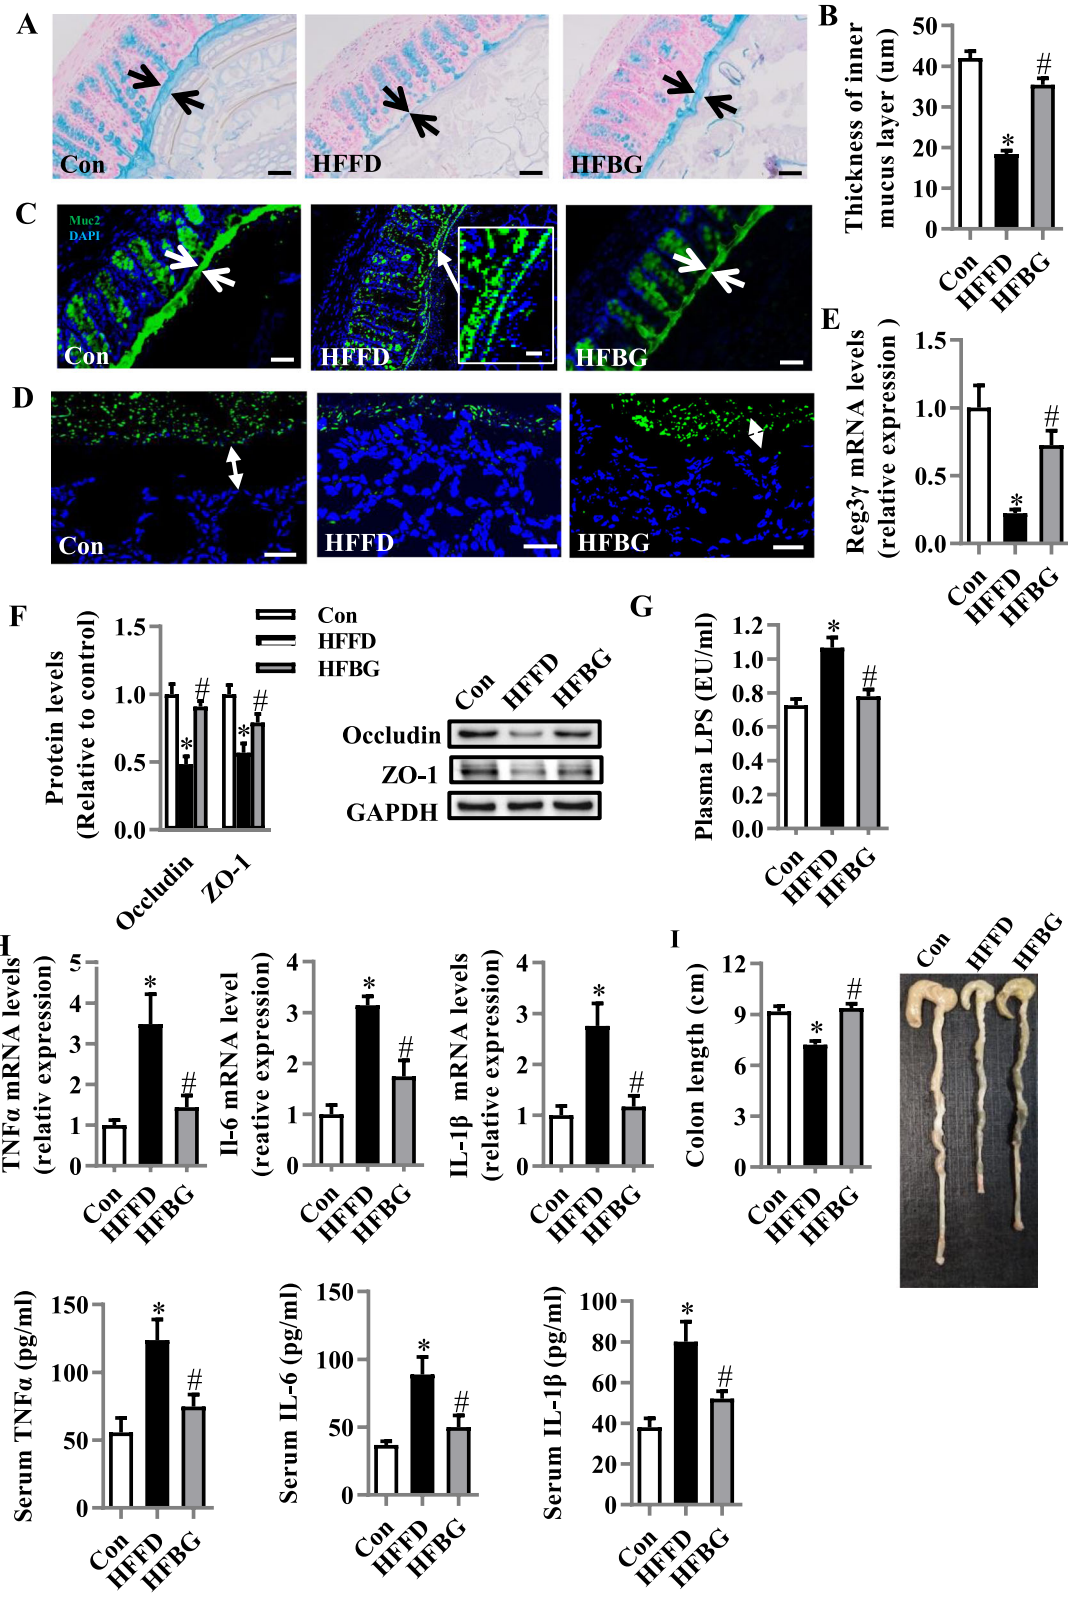 A
Con
HFFD
HFBG
B
Thickness of inner
mucus layer (um)
50
40
30
20
10
0
Con
HFFD
HFBG
*
#
C
Muc2
DAPI
Con
HFFD
HFBG
D
Con
HFFD
HFBG
E
Reg3γ mRNA levels
(relative expression )
1.5
1.0
0.5
0.0
Con
HFFD
HFBG
*
#
F
Protein levels
(Relative to control)
1.5
1.0
0.5
0.0
*
#
*
#
Occludin
ZO-1
Con
HFFD
HFBG
Con
HFFD
HFBG
Occludin
ZO-1
GAPDH
G
Plasma LPS (EU/ml)
1.2
1.0
0.8
0.6
0.4
0.2
0.0
*
#
Con
HFFD
HFBG
H
TNFα mRNA levels
(relativ expression)
5
4
3
2
1
0
*
#
Con
HFFD
HFBG
Il-6 mRNA level
(reative expression)
4
3
2
1
0
*
#
Con
HFFD
HFBG
IL-1β mRNA levels
(relative expression)
4
3
2
1
0
*
#
Con
HFFD
HFBG
I
Colon length (cm)
12
9
6
3
0
*
#
Con
HFFD
HFBG
Con
HFFD
HFBG
Serum TNFα (pg/ml)
150
100
50
0
*
#
Con
HFFD
HFBG
Serum IL-6 (pg/ml)
150
100
50
0
*
#
Con
HFFD
HFBG
Serum IL-1β (pg/ml)
100
80
60
40
20
0
*
#
Con
HFFD
HFBG